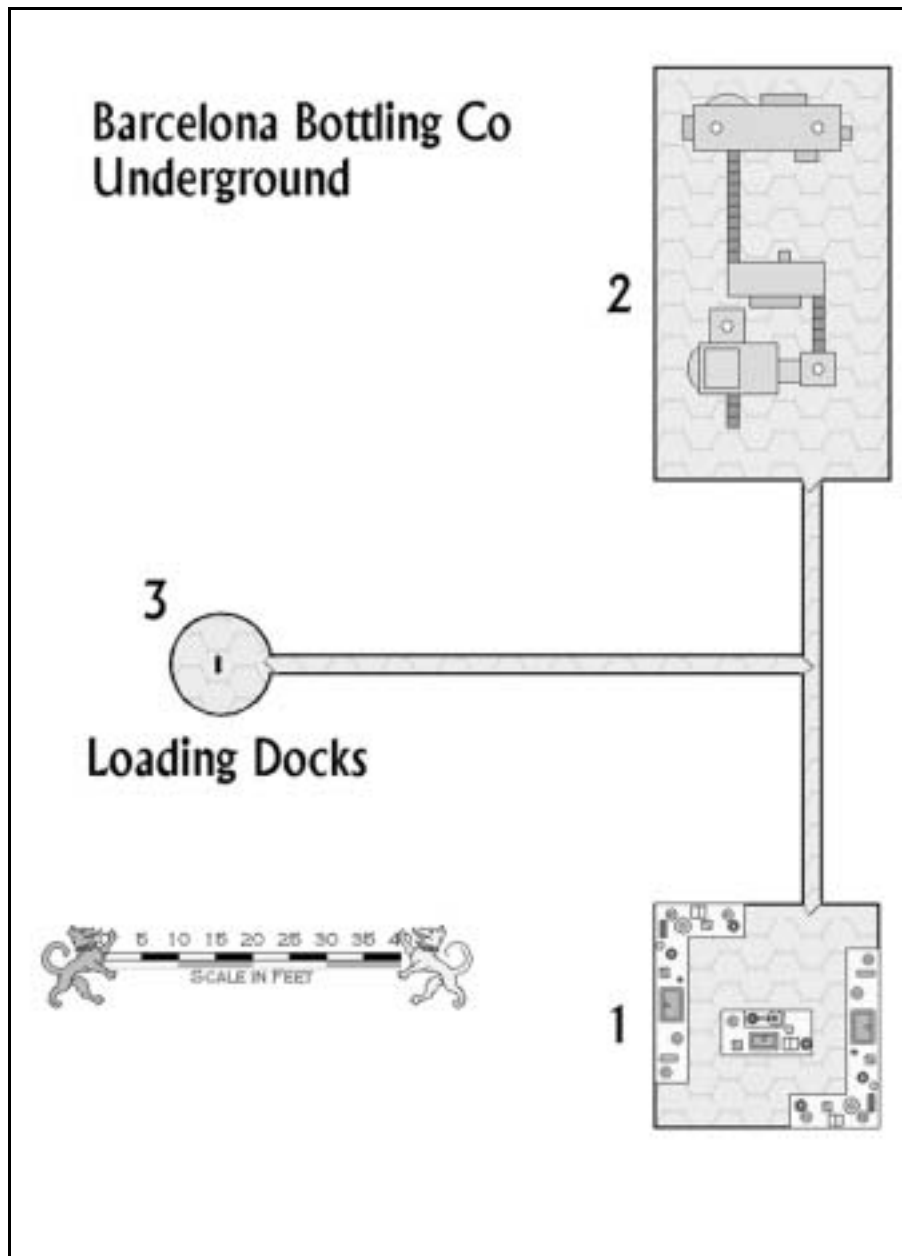 Barcelona Bottling Co
Underground
2
3
Loading Docks
5 10 15 20 25 30 35
SCALE IN FEET
1